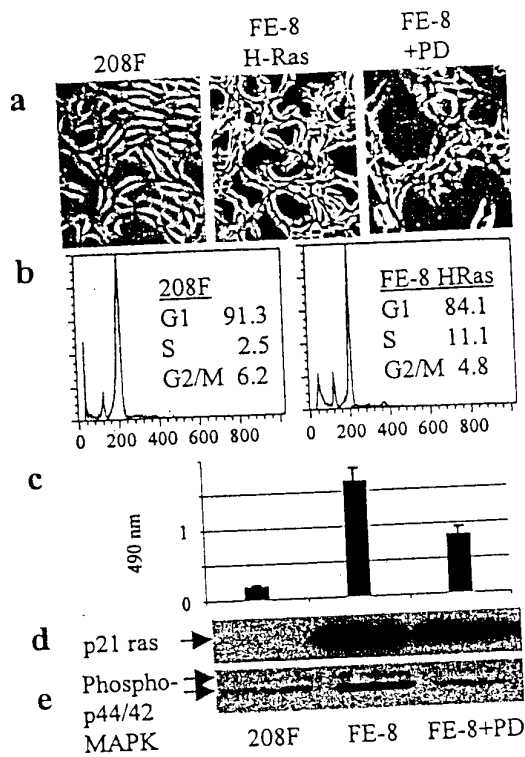 208F
FE-8
H-Ras
FE-8
+PD
a
b
208F
G1 91.3
S 2.5
G2/M 6.2
0 200 400 600 800
FE-8 HRas
G1 84.1
S 11.1
G2/M 4.8
0 200 400 600 800
c
490 nm
1
0
d
p21 ras
e
Phospho-
p44/42
MAPK
208F FE-8 FE-8+PD